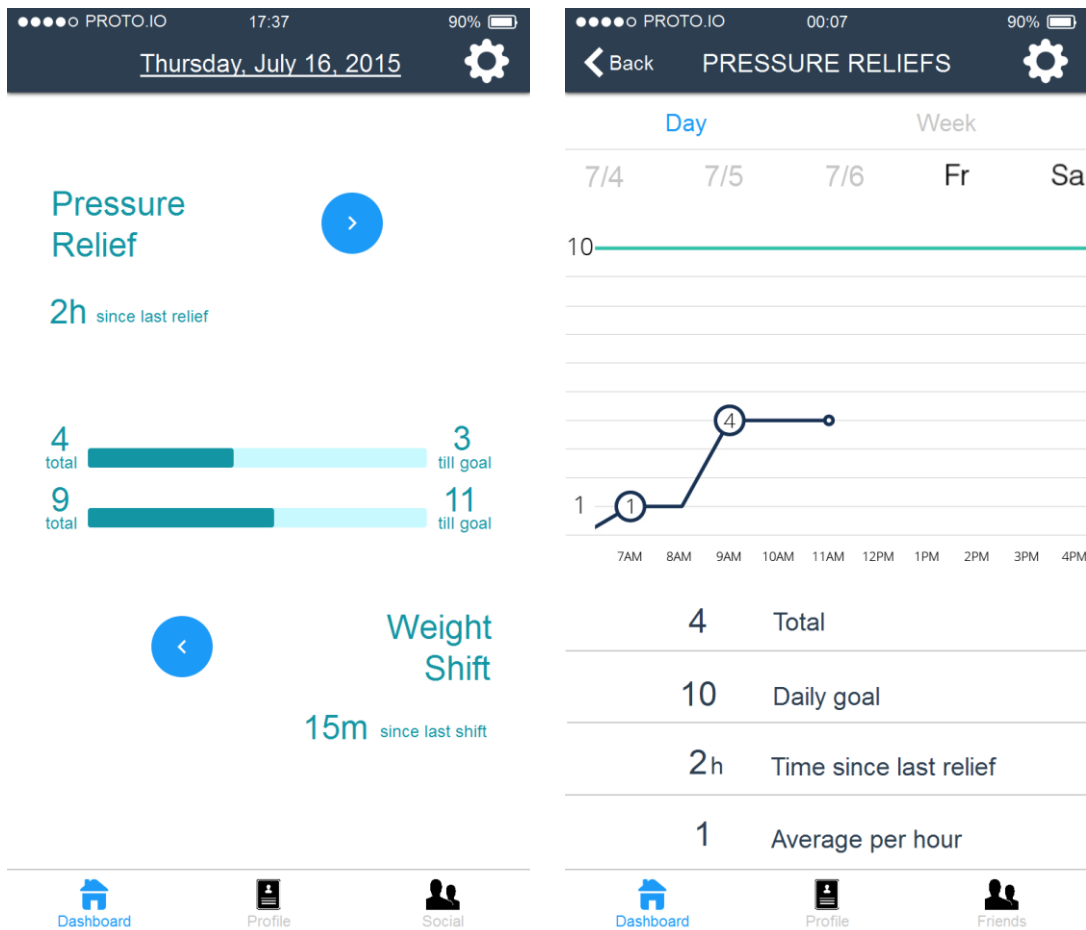 PROTO.IO 17:37 90%
Thursday, July 16, 2015
Pressure
Relief
2h since last relief
4 3
total till goal
9 11
total till goal
Weight
Shift
15m since last shift
Dashboard Profile Social
PROTO.IO 00:07 90%
Back PRESSURE RELIEFS
Day Week
7/4 7/5 7/6 Fr Sa
10
4
1 1
7AM 8AM 9AM 10AM 11AM 12PM 1PM 2PM 3PM 4PM
4 Total
10 Daily goal
2h Time since last relief
1 Average per hour
Dashboard Profile Friends